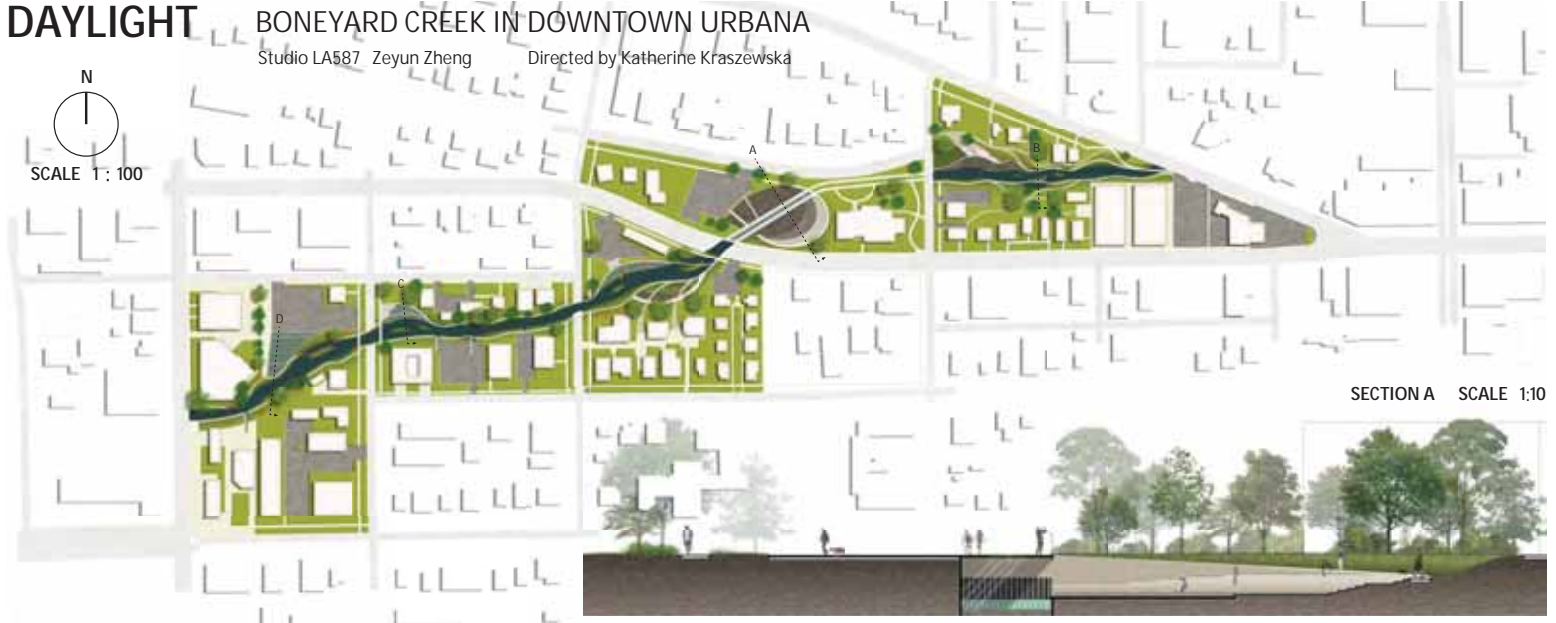 DAYLIGHT
BONEYARD CREEK IN DOWNTOWN URBANA
Studio LA587 Zeyun Zheng Directed by Katherine Kraszewska
N
SCALE 1 : 100
A
B
C
D
SECTION A SCALE 1:10